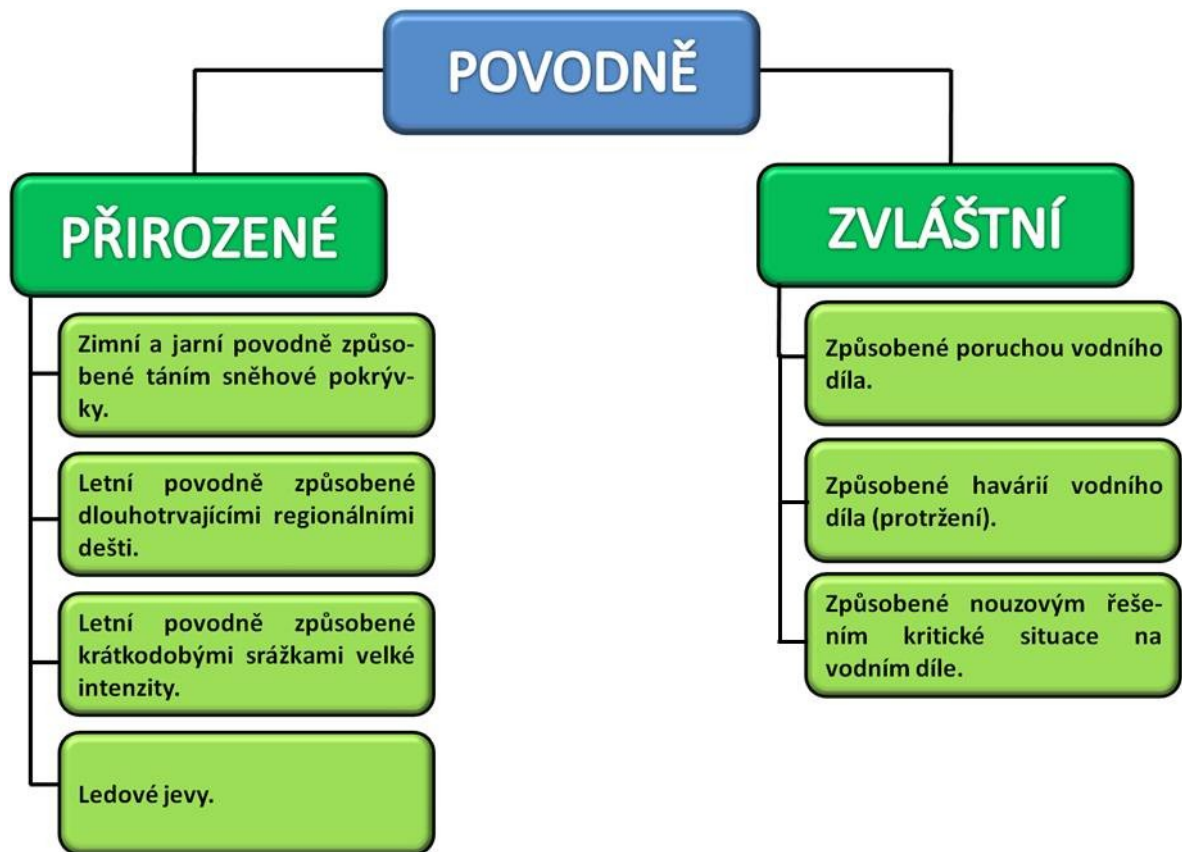 POVODNĚ
PŘIROZENÉ
Zimní a jarní povodně způso-
bené táním sněhové pokrýv-
ky.
Letní povodně způsobené
dlouhotrvajícími regionálními
dešti.
Letní povodně způsobené
krátkodobými srážkami velké
intenzity.
Ledové jevy.
ZVLÁŠTNÍ
Způsobené poruchou vodního
díla.
Způsobené havárií vodního
díla (protržení).
Způsobené nouzovým řeše-
ním kritické situace na
vodním díle.